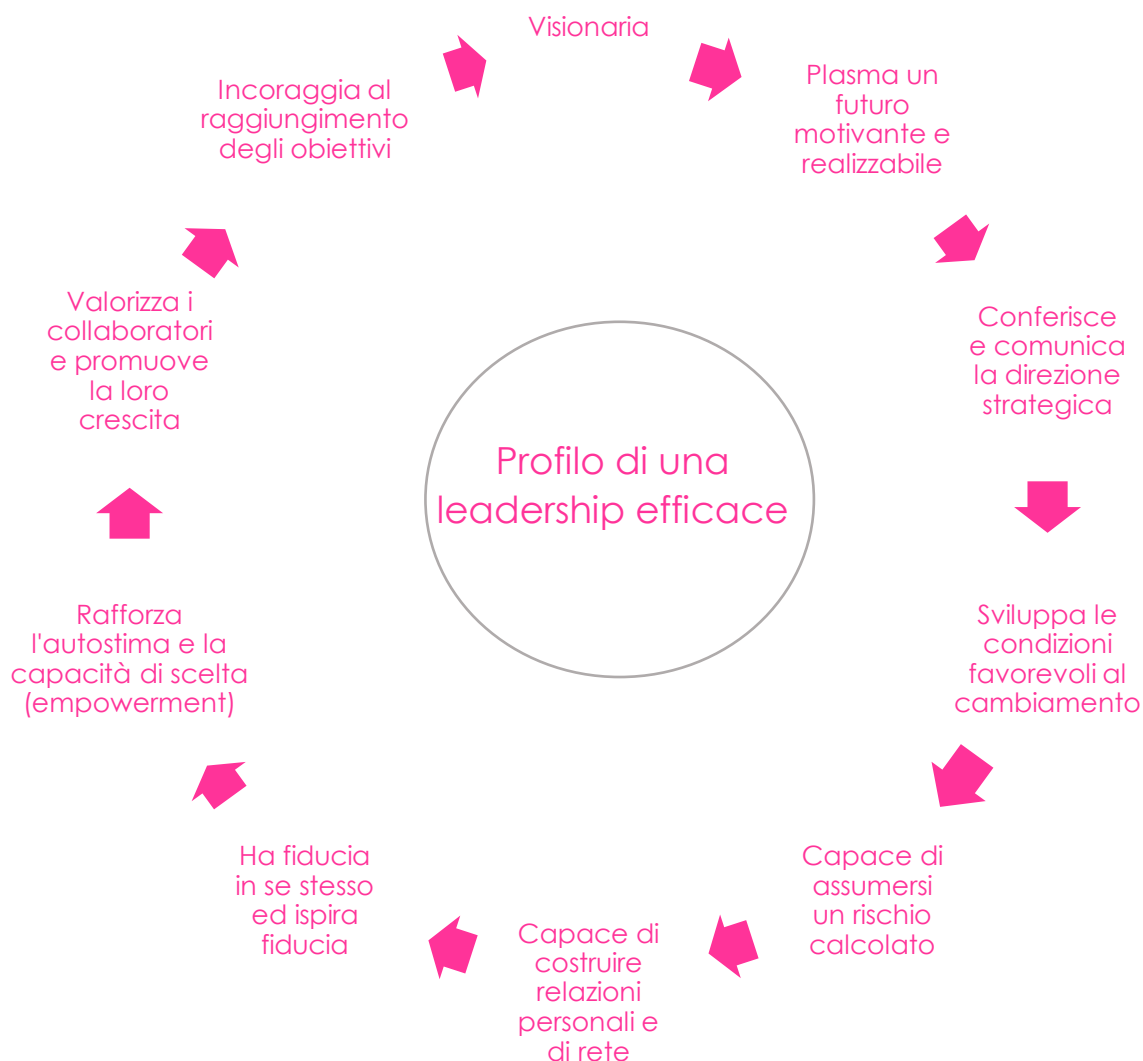 Visionaria
Plasma un
futuro
motivante e
realizzabile
Conferisce
e comunica
la direzione
strategica
Sviluppa le
condizioni
favorevoli al
cambiamento
Capace di
assumersi
un rischio
calcolato
Capace di
costruire
relazioni
personali e
di rete
Ha fiducia
in se stesso
ed ispira
fiducia
Rafforza
l'autostima e la
capacità di scelta
(empowerment)
Valorizza i
collaboratori
e promuove
la loro
crescita
Incoraggia al
raggiungimento
degli obiettivi
Profilo di una
leadership efficace